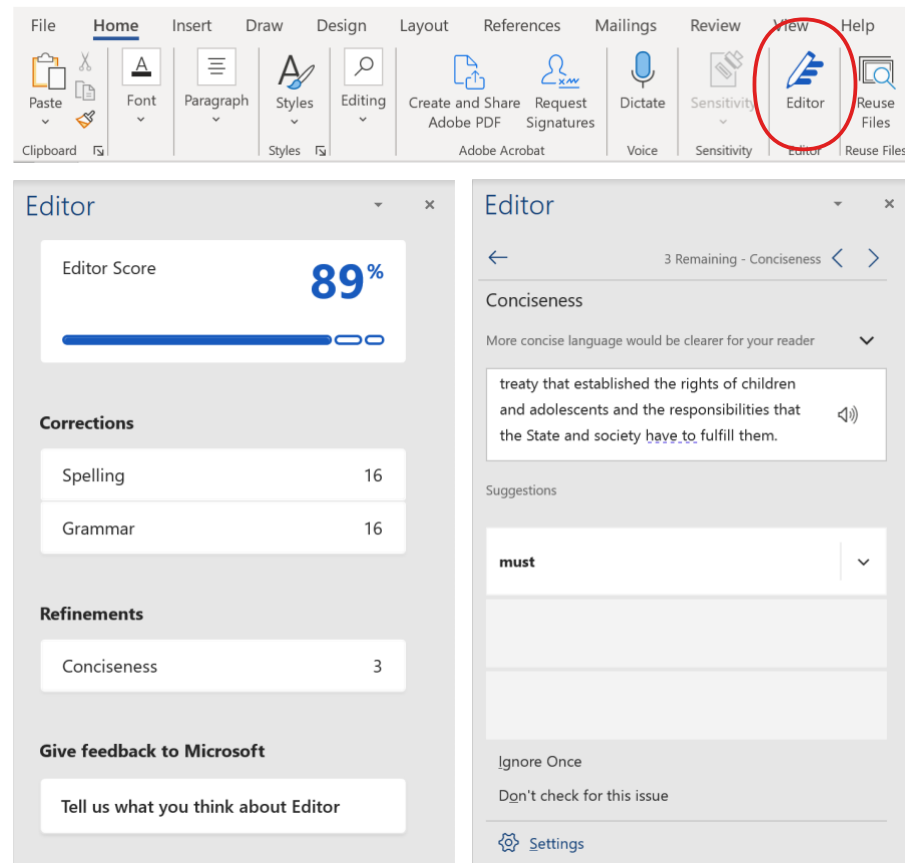 File Home Insert Draw Design Layout References Mailings Review View Help
Paste Font Paragraph Styles Editing Create and Share Adobe PDF Request Signatures Dictate Sensitivity Editor Reuse Files
Clipboard Styles Adobe Acrobat Voice Sensitivity Editor Reuse Files
Editor
Editor Score
89%
Corrections
Spelling 16
Grammar 16
Refinements
Conciseness 3
Give feedback to Microsoft
Tell us what you think about Editor
Editor
3 Remaining - Conciseness
Conciseness
More concise language would be clearer for your reader
treaty that established the rights of children
and adolescents and the responsibilities that
the State and society have to fulfill them.
Suggestions
must
Ignore Once
Don't check for this issue
Settings